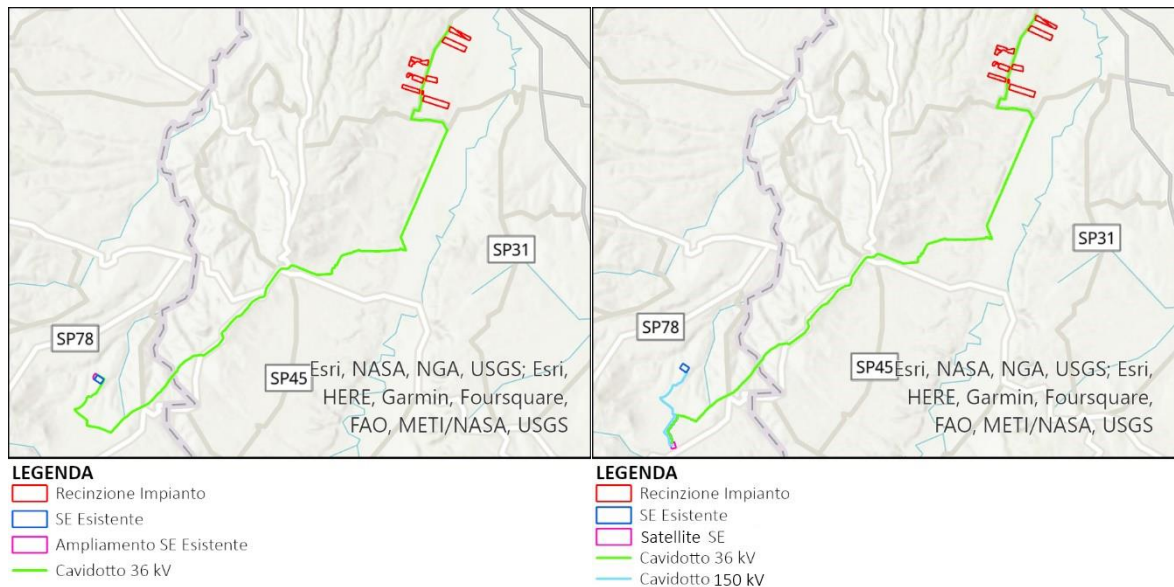 SP31
SP78
SP45
Esri, NASA, NGA, USGS; Esri,
HERE, Garmin, Foursquare,
FAO, METI/NASA, USGS
LEGENDA
Recinzione Impianto
SE Esistente
Ampliamento SE Esistente
Cavidotto 36 kV
SP31
SP78
SP45
Esri, NASA, NGA, USGS; Esri,
HERE, Garmin, Foursquare,
FAO, METI/NASA, USGS
LEGENDA
Recinzione Impianto
SE Esistente
Satellite SE
Cavidotto 36 kV
Cavidotto 150 kV